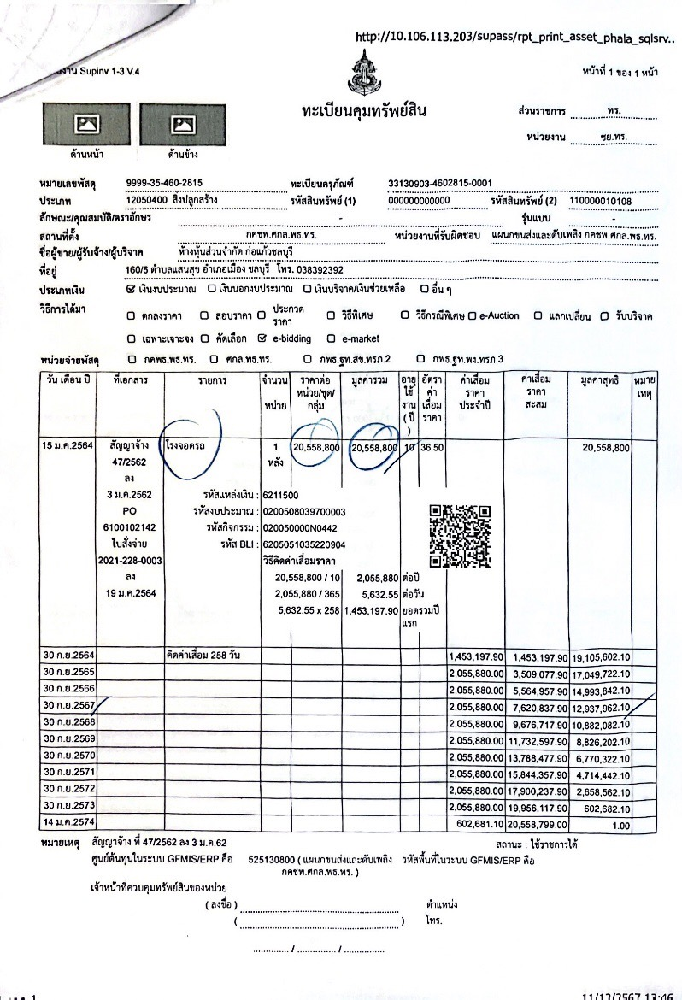 http://10.106.113.203/supass/rpt_print_asset_phala_sqlsrv..
Supinv 1-3 V.4
หน้าที่ 1 ของ 1 หน้า
ทะเบียนคุมทรัพย์สิน
ส่วนราชการ ทร.
หน่วยงาน ชย.ทร.
ด้านหน้า ด้านข้าง
หมายเลขพัสดุ 9999-35-460-2815 ทะเบียนครุภัณฑ์ 33130903-4602815-0001
ประเภท 12050400 สิ่งปลูกสร้าง รหัสสินทรัพย์ (1) 000000000000 รหัสสินทรัพย์ (2) 110000010108
ลักษณะ/คุณสมบัติ/ตราอักษร - รุ่นแบบ -
สถานที่ตั้ง กคชพ.ศกล.พธ.ทร. หน่วยงานที่รับผิดชอบ แผนกขนส่งและดับเพลิง กคชพ.ศกล.พธ.ทร.
ชื่อผู้ขาย/ผู้รับจ้าง/ผู้บริจาค ห้างหุ้นส่วนจำกัด ก่อแก้วชลบุรี
ที่อยู่ 160/5 ตำบลแสนสุข อำเภอเมือง ชลบุรี โทร. 038392392
ประเภทเงิน ☑ เงินงบประมาณ ☐ เงินนอกงบประมาณ ☐ เงินบริจาค/เงินช่วยเหลือ ☐ อื่น ๆ
วิธีการได้มา ☐ ตกลงราคา ☐ สอบราคา ☐ ประกวดราคา ☐ วิธีพิเศษ ☐ วิธีกรณีพิเศษ ☐ e-Auction ☐ แลกเปลี่ยน ☐ รับบริจาค
☐ เฉพาะเจาะจง ☐ คัดเลือก ☑ e-bidding ☐ e-market
หน่วยจ่ายพัสดุ ☐ กคพธ.พธ.ทร. ☐ ศกล.พธ.ทร. ☐ กพธ.ฐท.สข.ทรภ.2 ☐ กพธ.ฐท.พง.ทรภ.3
วัน เดือน ปี ที่เอกสาร รายการ จำนวน หน่วย ราคาต่อหน่วย/ชุด/กลุ่ม มูลค่ารวม อายุใช้งาน (ปี) อัตราค่าเสื่อมราคา ค่าเสื่อมราคาประจำปี ค่าเสื่อมราคาสะสม มูลค่าสุทธิ หมายเหตุ
15 ม.ค.2564 สัญญาจ้าง โรงจอดรถ 1 20,558,800 20,558,800 10 36.50 20,558,800
47/2562 หลัง
ลง
3 ม.ค.2562 รหัสแหล่งเงิน : 6211500
PO รหัสงบประมาณ : 0200508039700003
6100102142 รหัสกิจกรรม : 020050000N0442
ใบสั่งจ่าย รหัส BLI : 6205051035220904
2021-228-0003 วิธีคิดค่าเสื่อมราคา
ลง 20,558,800 / 10 2,055,880 ต่อปี
19 ม.ค.2564 2,055,880 / 365 5,632.55 ต่อวัน
5,632.55 x 258 1,453,197.90 ยอดรวมปีแรก
30 ก.ย.2564 คิดค่าเสื่อม 258 วัน 1,453,197.90 1,453,197.90 19,105,602.10
30 ก.ย.2565 2,055,880.00 3,509,077.90 17,049,722.10
30 ก.ย.2566 2,055,880.00 5,564,957.90 14,993,842.10
30 ก.ย.2567 2,055,880.00 7,620,837.90 12,937,962.10
30 ก.ย.2568 2,055,880.00 9,676,717.90 10,882,082.10
30 ก.ย.2569 2,055,880.00 11,732,597.90 8,826,202.10
30 ก.ย.2570 2,055,880.00 13,788,477.90 6,770,322.10
30 ก.ย.2571 2,055,880.00 15,844,357.90 4,714,442.10
30 ก.ย.2572 2,055,880.00 17,900,237.90 2,658,562.10
30 ก.ย.2573 2,055,880.00 19,956,117.90 602,682.10
14 ม.ค.2574 602,681.10 20,558,799.00 1.00
หมายเหตุ สัญญาจ้าง ที่ 47/2562 ลง 3 ม.ค.62 สถานะ : ใช้ราชการได้
ศูนย์ต้นทุนในระบบ GFMIS/ERP คือ 525130800 ( แผนกขนส่งและดับเพลิง รหัสพื้นที่ในระบบ GFMIS/ERP คือ
กคชพ.ศกล.พธ.ทร. )
เจ้าหน้าที่ควบคุมทรัพย์สินของหน่วย
( ลงชื่อ ) ตำแหน่ง
( ) โทร.
/ /